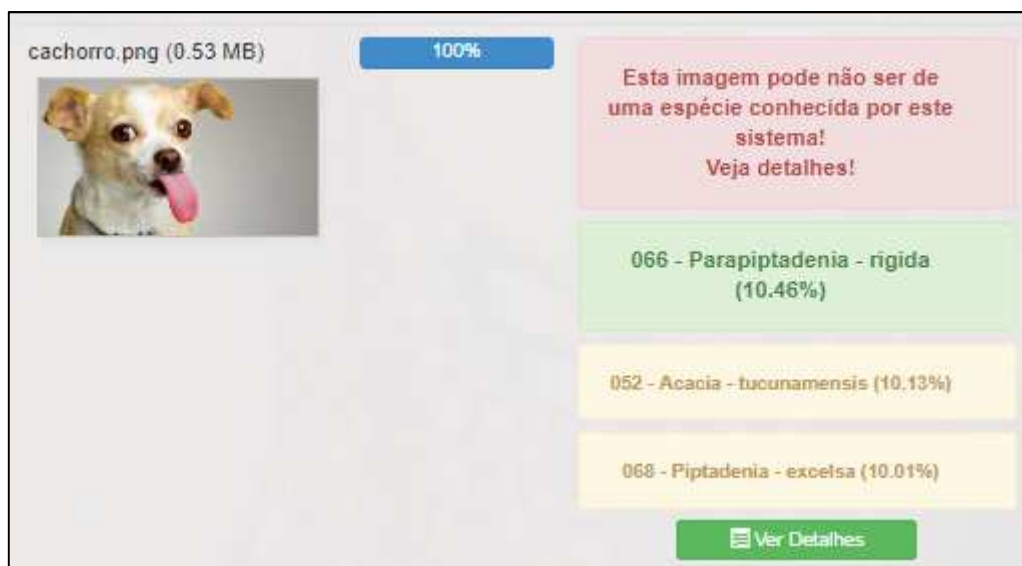 cachorro.png (0.53 MB)
100%
Esta imagem pode não ser de
uma espécie conhecida por este
sistema!
Veja detalhes!
066 - Parapiptadenia - rigida
(10.46%)
052 - Acacia - tucunamensis (10.13%)
068 - Piptadenia - excelsa (10.01%)
Ver Detalhes